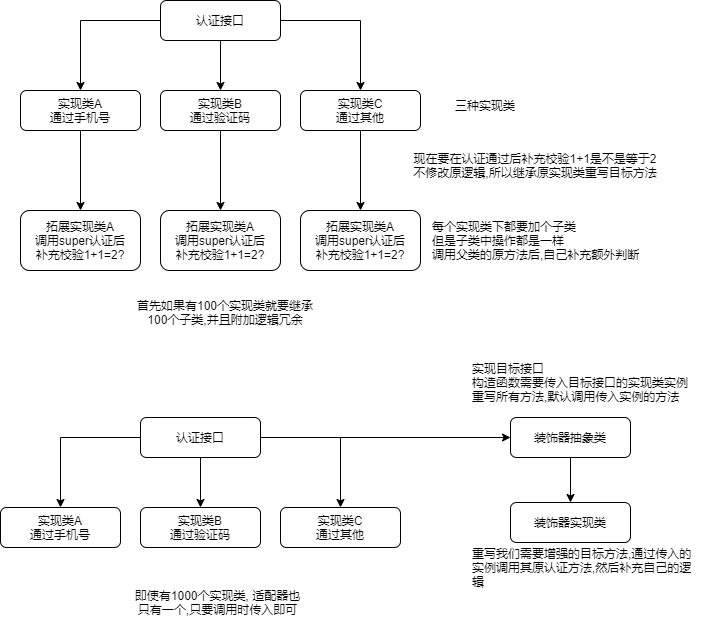 认证接口
实现类A
通过手机号
实现类B
通过验证码
实现类C
通过其他
三种实现类
现在要在认证通过后补充校验1+1是不是等于2
不修改原逻辑,所以继承原实现类重写目标方法
拓展实现类A
调用super认证后
补充校验1+1=2?
拓展实现类A
调用super认证后
补充校验1+1=2?
拓展实现类A
调用super认证后
补充校验1+1=2?
每个实现类下都要加个子类
但是子类中操作都是一样
调用父类的原方法后,自己补充额外判断
首先如果有100个实现类就要继承
100个子类,并且附加逻辑冗余
实现目标接口
构造函数需要传入目标接口的实现类实例
重写所有方法,默认调用传入实例的方法
认证接口
装饰器抽象类
实现类A
通过手机号
实现类B
通过验证码
实现类C
通过其他
装饰器实现类
重写我们需要增强的目标方法,通过传入的
实例调用其原认证方法,然后补充自己的逻
辑
即使有1000个实现类, 适配器也
只有一个,只要调用时传入即可